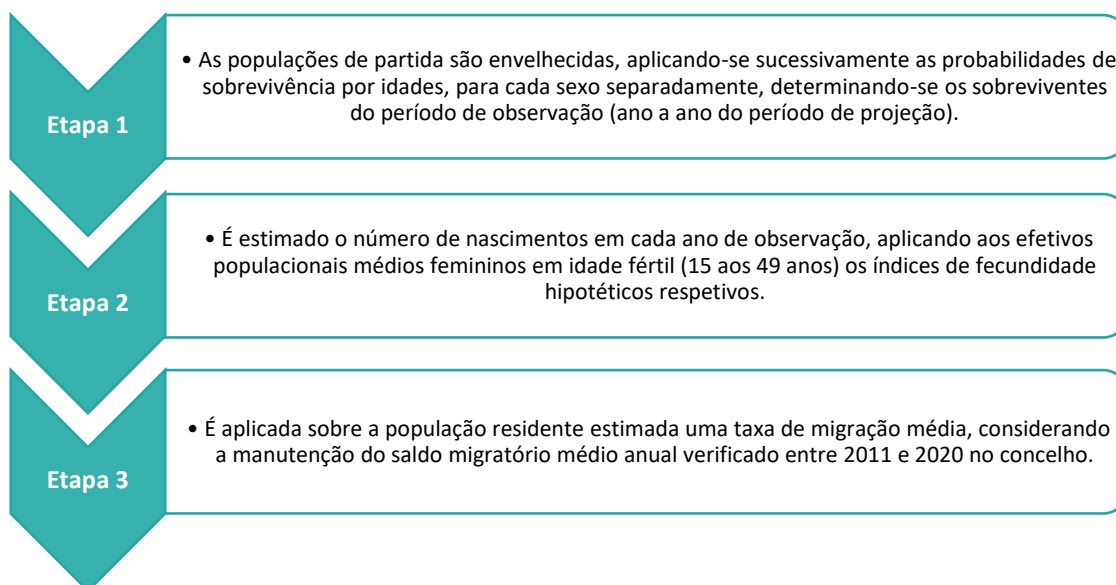 Etapa 1
• As populações de partida são envelhecidas, aplicando-se sucessivamente as probabilidades de
sobrevivência por idades, para cada sexo separadamente, determinando-se os sobreviventes
do período de observação (ano a ano do período de projeção).
Etapa 2
• É estimado o número de nascimentos em cada ano de observação, aplicando aos efetivos
populacionais médios femininos em idade fértil (15 aos 49 anos) os índices de fecundidade
hipotéticos respetivos.
Etapa 3
• É aplicada sobre a população residente estimada uma taxa de migração média, considerando
a manutenção do saldo migratório médio anual verificado entre 2011 e 2020 no concelho.